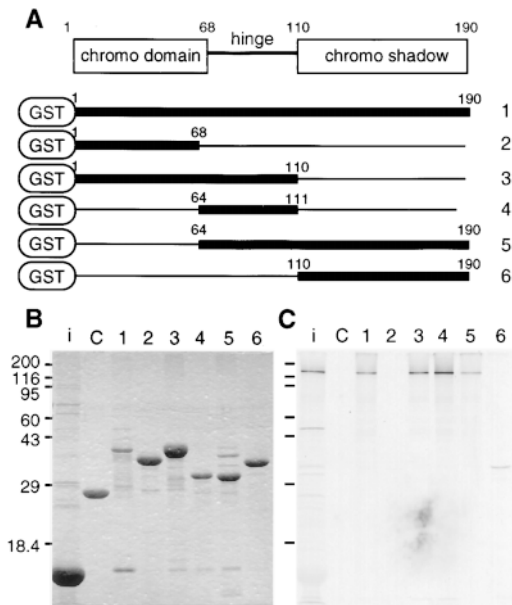 A
1 68 110 190
hinge
chromo domain chromo shadow
GST 1 190 1
GST 1 68 2
GST 1 110 3
GST 64 111 4
GST 64 190 5
GST 110 190 6
B i C 1 2 3 4 5 6
C i C 1 2 3 4 5 6
200
116
95
60
43
29
18.4